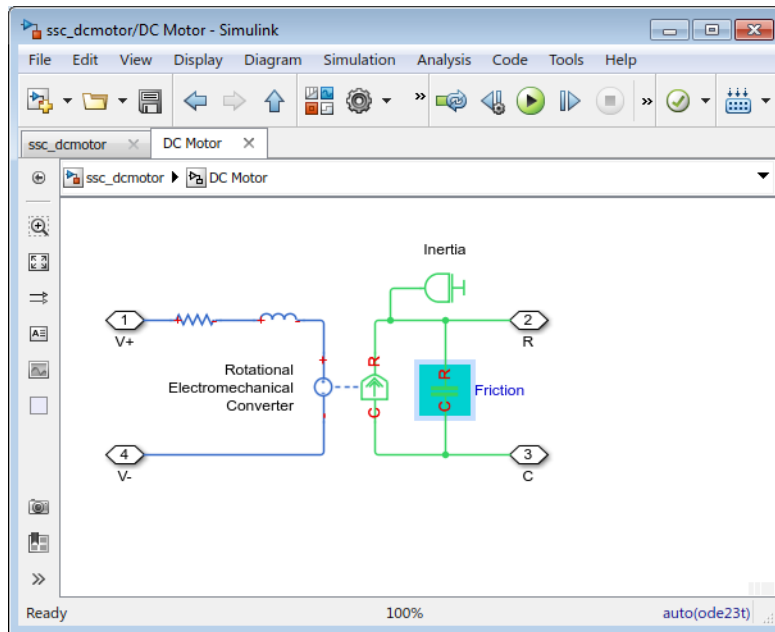 ssc_dcmotor/DC Motor - Simulink
File Edit View Display Diagram Simulation Analysis Code Tools Help
» »
ssc_dcmotor DC Motor
ssc_dcmotor DC Motor
Inertia
1
V+
2
R
Rotational
Electromechanical
Converter
+
-
R
C
R
C
Friction
4
V-
3
C
Ready 100% auto(ode23t)